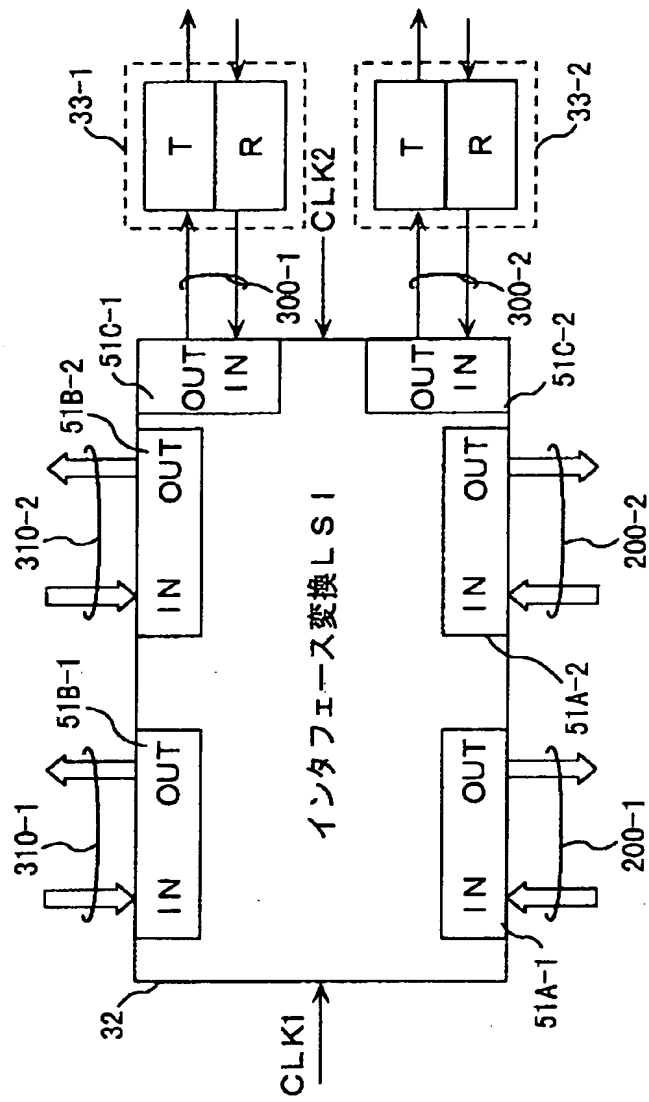 310-1
310-2
51B-1
51B-2
51C-1
33-1
32
IN OUT
IN OUT
OUT
IN
T
R
300-1
CLK1
インタフェース変換LSI
CLK2
IN OUT
IN OUT
OUT
IN
T
R
300-2
51A-1
51A-2
51C-2
33-2
200-1
200-2